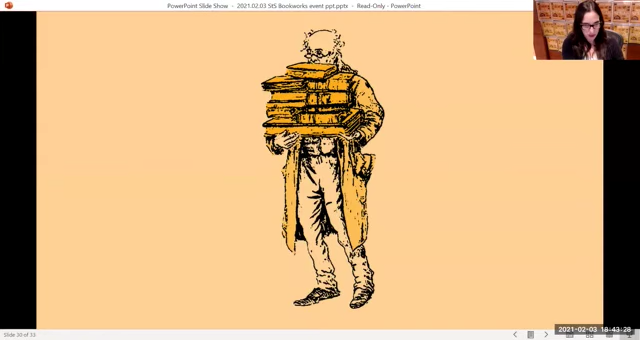 PowerPoint Slide Show - 2021.02.03 StS Bookworks event ppt.pptx - Read-Only - PowerPoint
Slide 30 of 33
2021-02-03 18:43:28